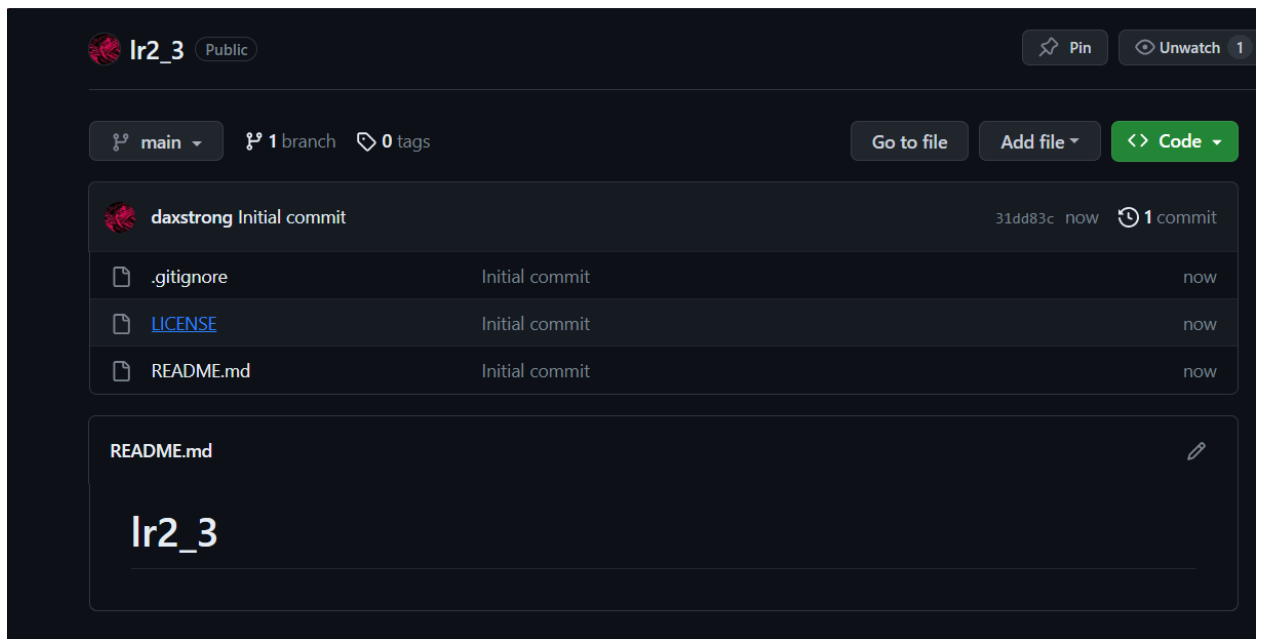 lr2_3 Public Pin Unwatch 1
main 1 branch 0 tags Go to file Add file Code
daxstrong Initial commit 31dd83c now 1 commit
.gitignore Initial commit now
LICENSE Initial commit now
README.md Initial commit now
README.md
lr2_3